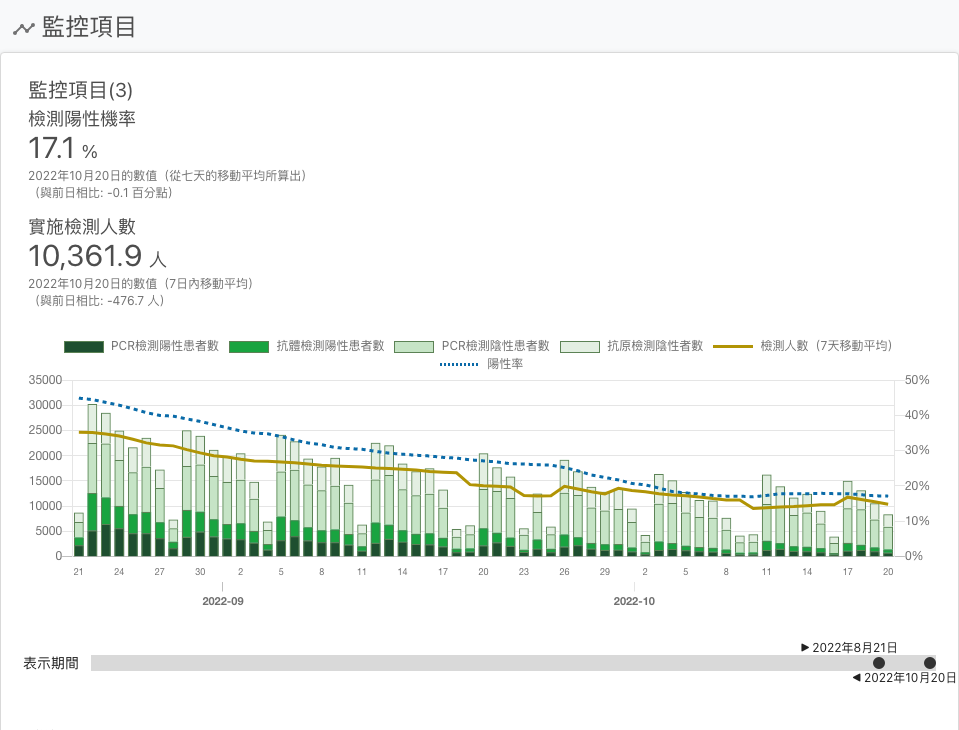 監控項目
監控項目(3)
檢測陽性機率
17.1 %
2022年10月20日的數值（從七天的移動平均所算出）
（與前日相比: -0.1 百分點）
實施檢測人數
10,361.9 人
2022年10月20日的數值（7日內移動平均）
（與前日相比: -476.7 人）
PCR檢測陽性患者數 抗體檢測陽性患者數 PCR檢測陰性患者數 抗原檢測陰性者數 檢測人數（7天移動平均）
陽性率
35000 50%
30000 40%
25000
20000 30%
15000 20%
10000
5000 10%
0 0%
21 24 27 30 2 5 8 11 14 17 20 23 26 29 2 5 8 11 14 17 20
2022-09 2022-10
▶ 2022年8月21日
表示期間
◀ 2022年10月20日